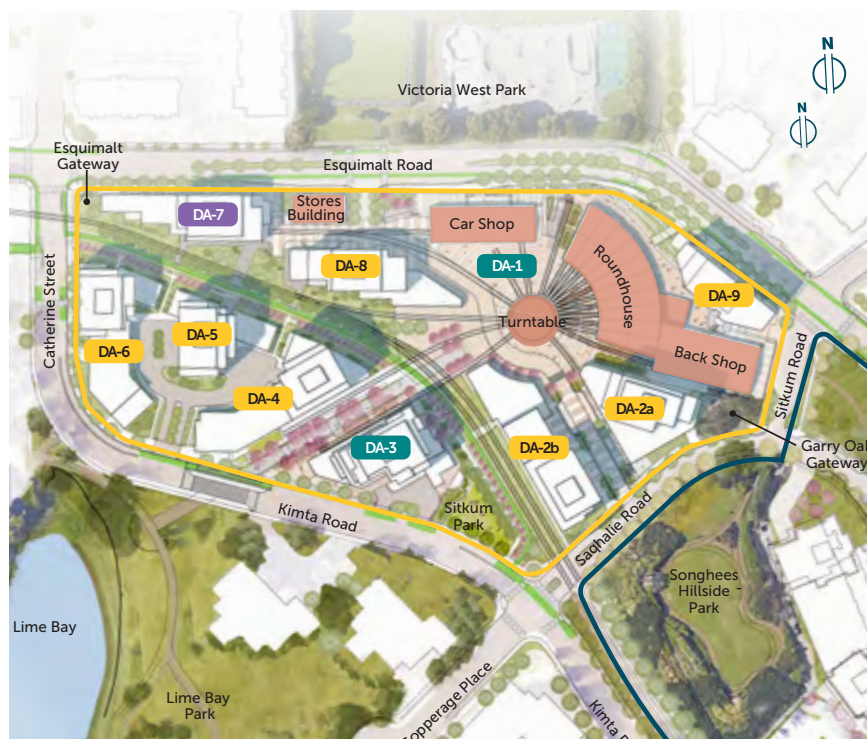 N
Victoria West Park
N
Esquimalt
Gateway
Esquimalt Road
Stores
Building
DA-7
Car Shop
DA-8
DA-1
Roundhouse
DA-9
Catherine Street
Turntable
DA-6
DA-5
Back Shop
Sitkum Road
DA-4
DA-2a
DA-3
DA-2b
Garry Oak
Gateway
Sitkum
Park
Kimta Road
Saqhalie Road
Songhees
Hillside
Park
Lime Bay
Lime Bay
Park
Copperage Place
Kimta